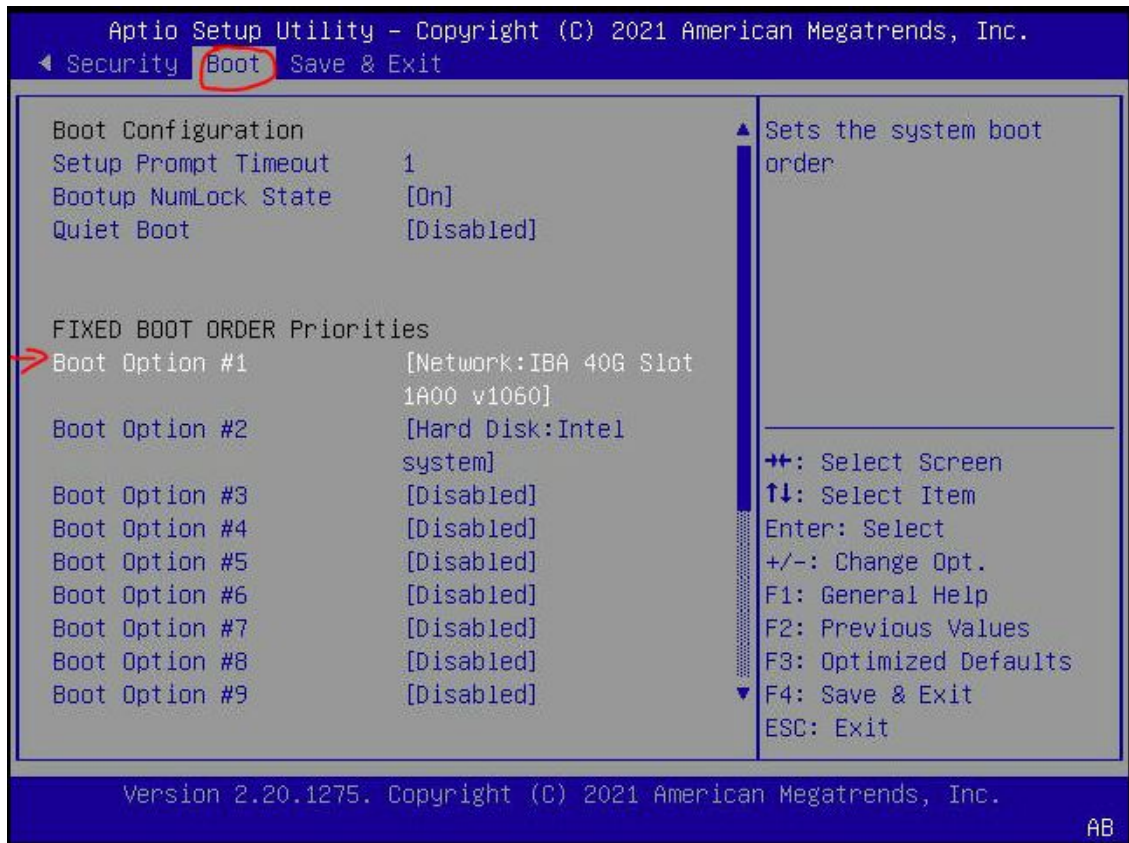 Aptio Setup Utility – Copyright (C) 2021 American Megatrends, Inc.
Security Boot Save & Exit
Boot Configuration
Setup Prompt Timeout 1
Bootup NumLock State [On]
Quiet Boot [Disabled]
FIXED BOOT ORDER Priorities
Boot Option #1 [Network:IBA 40G Slot
1A00 v1060]
Boot Option #2 [Hard Disk:Intel
system]
Boot Option #3 [Disabled]
Boot Option #4 [Disabled]
Boot Option #5 [Disabled]
Boot Option #6 [Disabled]
Boot Option #7 [Disabled]
Boot Option #8 [Disabled]
Boot Option #9 [Disabled]
Sets the system boot
order
→←: Select Screen
↑↓: Select Item
Enter: Select
+/-: Change Opt.
F1: General Help
F2: Previous Values
F3: Optimized Defaults
F4: Save & Exit
ESC: Exit
Version 2.20.1275. Copyright (C) 2021 American Megatrends, Inc.
AB